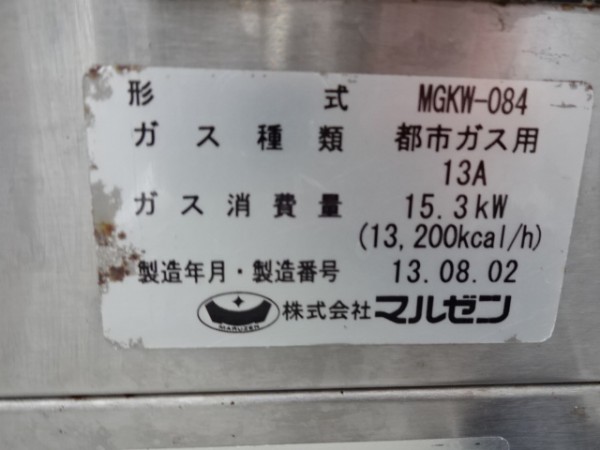 形式 MGKW-084
ガス種類 都市ガス用
13A
ガス消費量 15.3kW
(13,200kcal/h)
製造年月・製造番号 13.08.02
MARUZEN 株式会社マルゼン